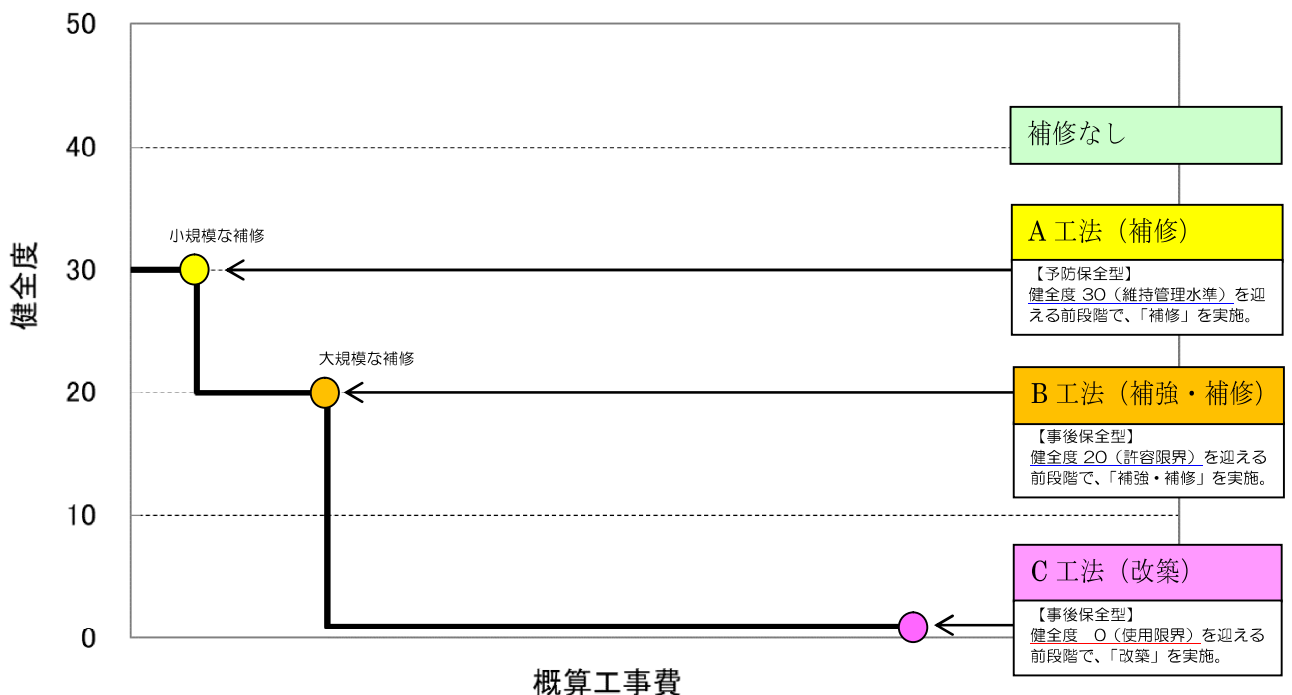 50
40
30
20
10
0
健全度
概算工事費
小規模な補修
大規模な補修
補修なし
A 工法（補修）
【予防保全型】
健全度 30（維持管理水準）を迎
える前段階で、「補修」を実施。
B 工法（補強・補修）
【事後保全型】
健全度 20（許容限界）を迎える
前段階で、「補強・補修」を実施。
C 工法（改築）
【事後保全型】
健全度　0（使用限界）を迎える
前段階で、「改築」を実施。